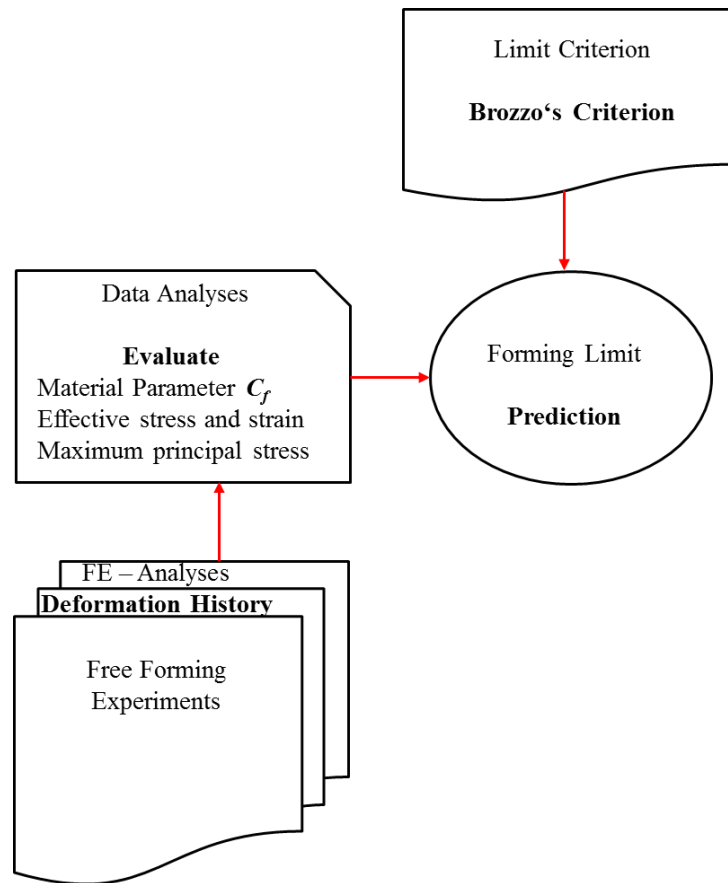 Limit Criterion
Brozzo‘s Criterion
Data Analyses
Evaluate
Material Parameter C_f
Effective stress and strain
Maximum principal stress
Forming Limit
Prediction
FE – Analyses
Deformation History
Free Forming
Experiments